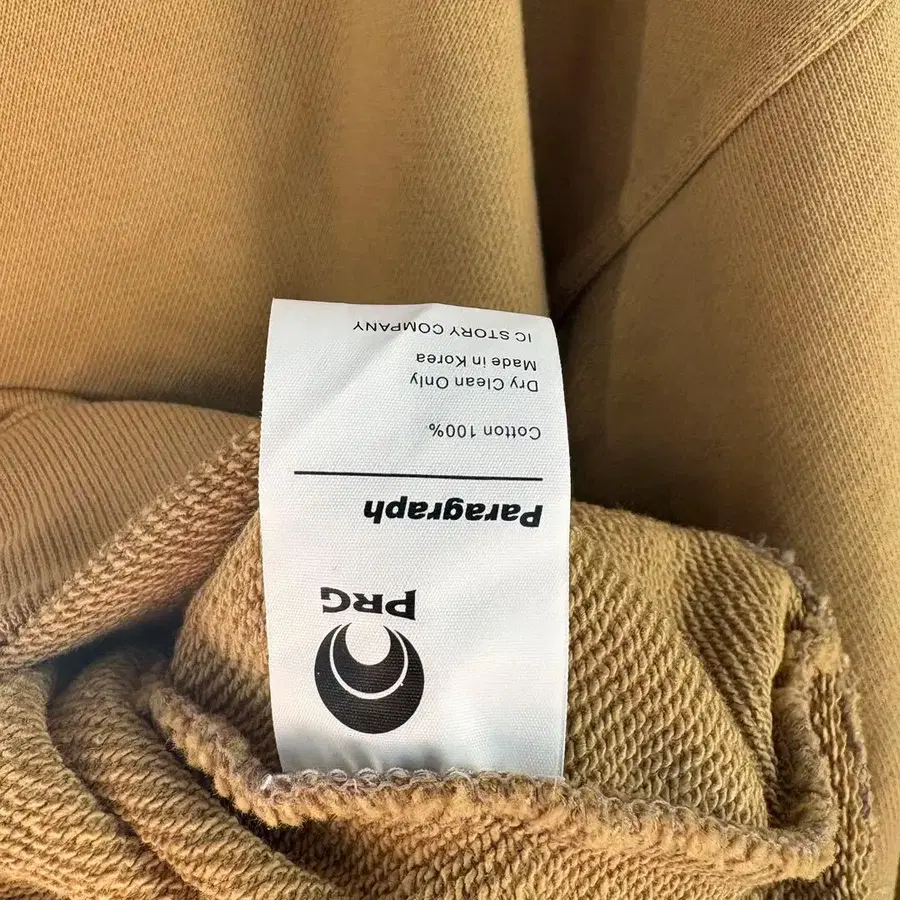 PRG
Paragraph
Cotton 100%
Dry Clean Only
Made in Korea
IC STORY COMPANY